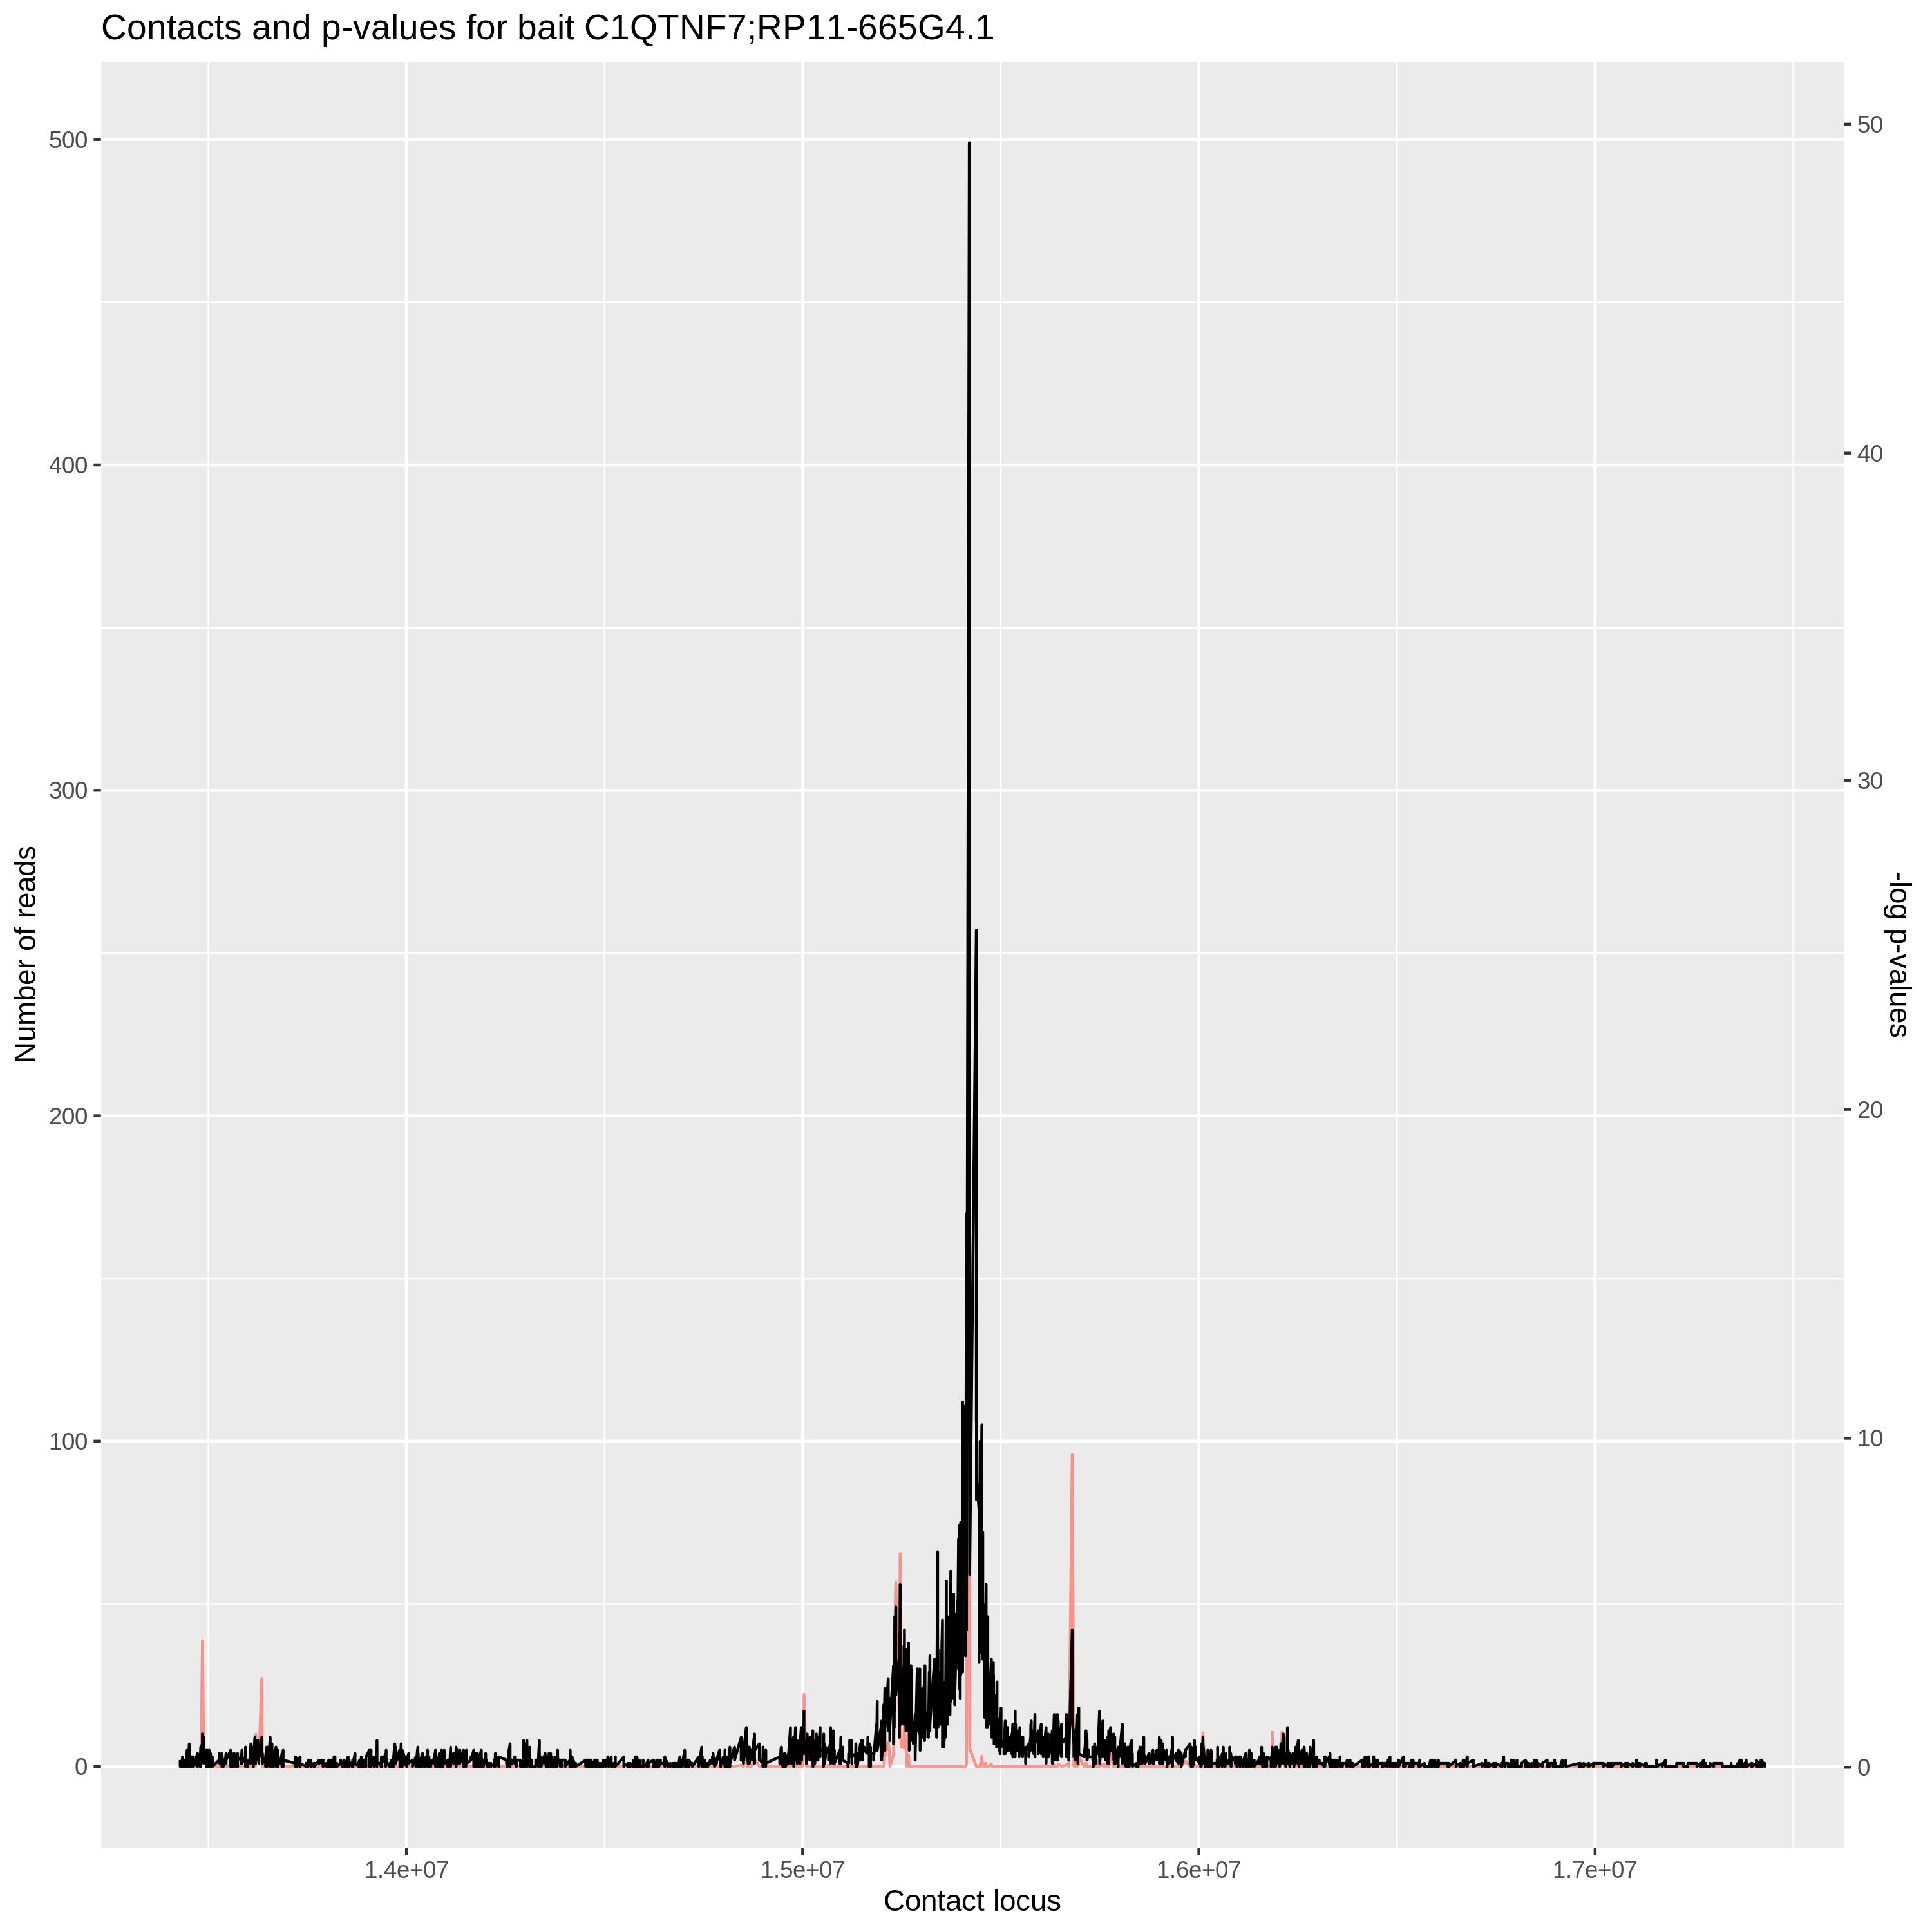 Contacts and p-values for bait C1QTNF7;RP11-665G4.1
500
400
300
200
100
0
Number of reads
50
40
30
20
10
0
-log p-values
1.4e+07
1.5e+07
1.6e+07
1.7e+07
Contact locus